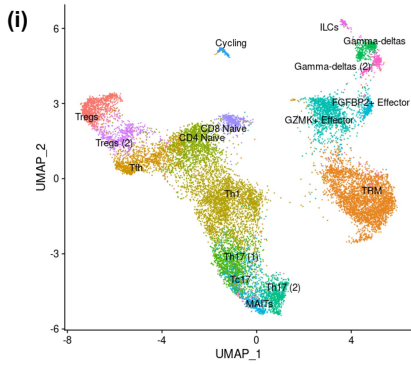 (i)
ILCs
Cycling
Gamma-deltas
Gamma-deltas (2)
FGFBP2+ Effector
GZMK+ Effector
Tregs
CD8 Naive
CD4 Naive
Tregs (2)
Tfh
Th1
TRM
Th17 (1)
Tc17
Th17 (2)
MAITs
UMAP_2
6
3
0
-3
-6
-8
-4
0
4
UMAP_1